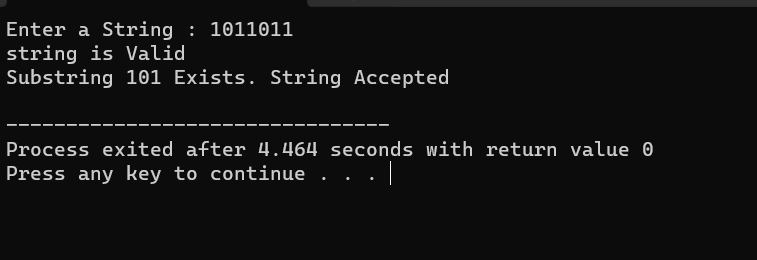 Enter a String : 1011011
string is Valid
Substring 101 Exists. String Accepted
--------------------------------
Process exited after 4.464 seconds with return value 0
Press any key to continue . . .